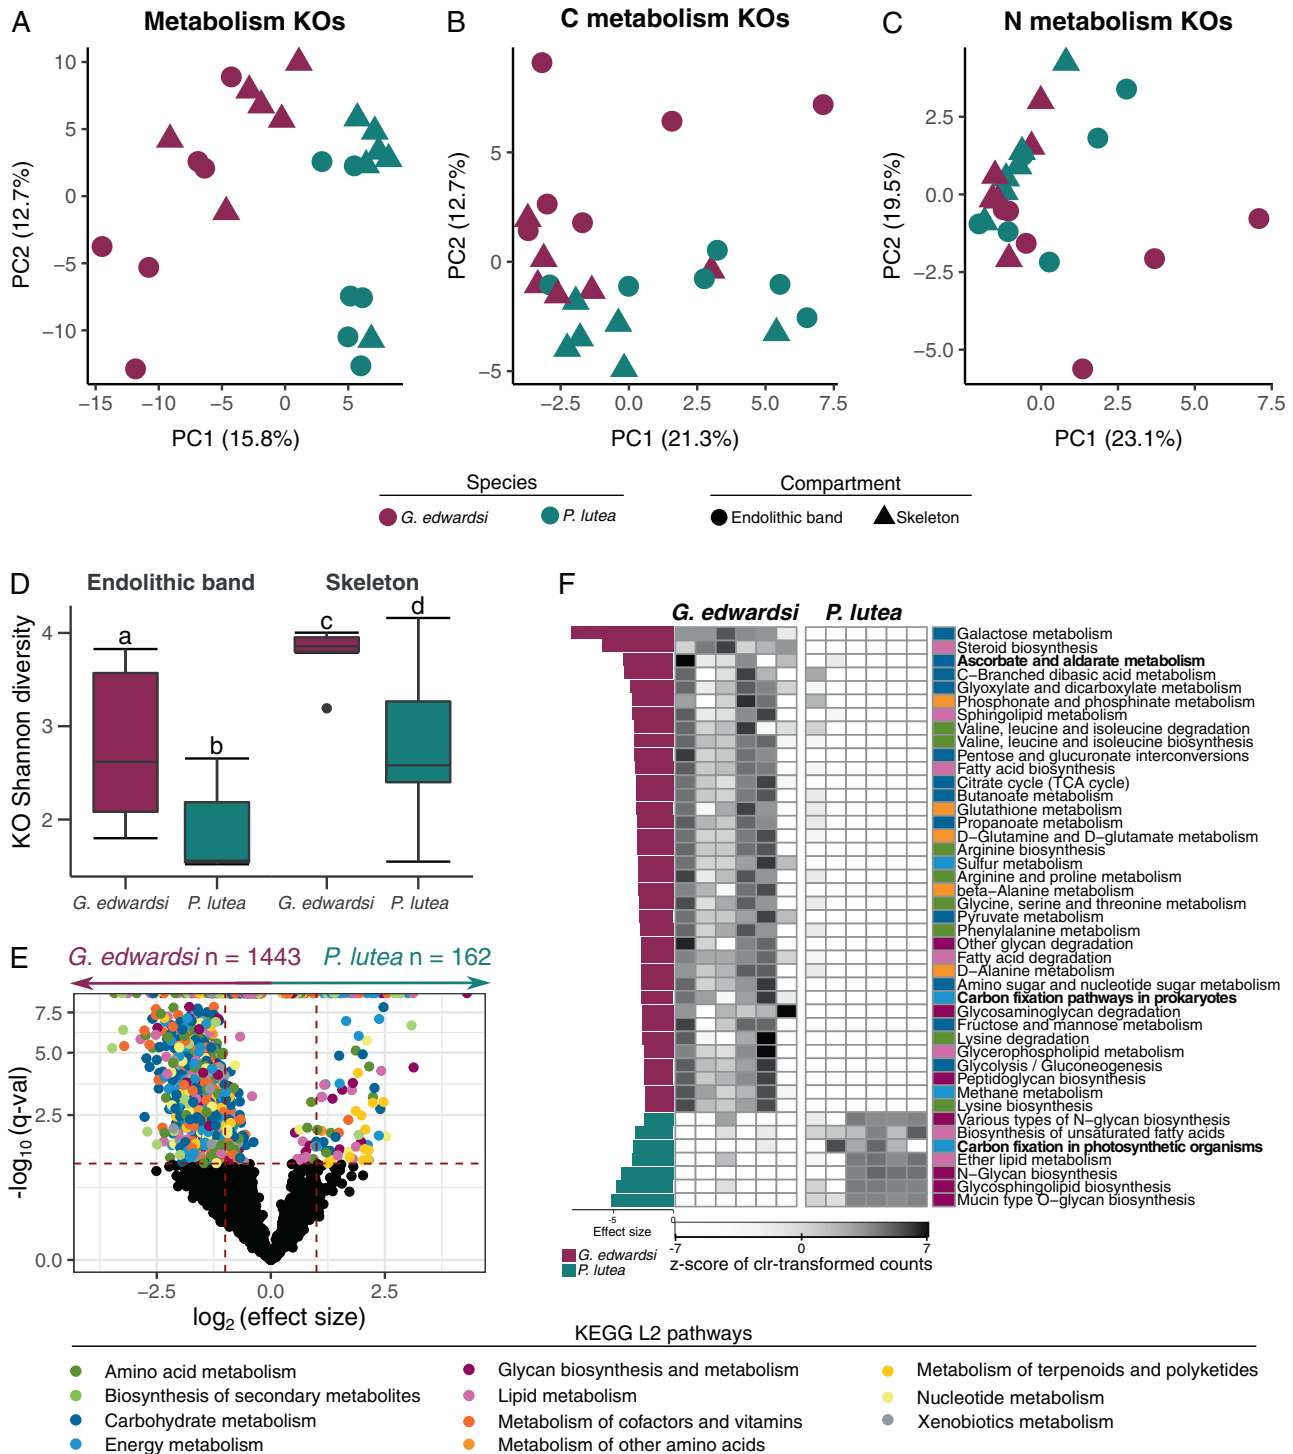 A
Metabolism KOs
10
5
0
−5
−10
−15
−10
−5
0
5
PC2 (12.7%)
PC1 (15.8%)
B
C metabolism KOs
5
0
−5
−2.5
0.0
2.5
5.0
7.5
PC2 (12.7%)
PC1 (21.3%)
C
N metabolism KOs
2.5
0.0
−2.5
−5.0
0.0
2.5
5.0
7.5
PC2 (19.5%)
PC1 (23.1%)
Species
G. edwardsi
P. lutea
Compartment
Endolithic band
Skeleton
D
Endolithic band
Skeleton
KO Shannon diversity
4
3
2
a
b
c
d
G. edwardsi
P. lutea
G. edwardsi
P. lutea
E
G. edwardsi n = 1443
P. lutea n = 162
-log10 (q-val)
7.5
5.0
2.5
0.0
−2.5
0.0
2.5
log2 (effect size)
F
G. edwardsi
P. lutea
Galactose metabolism
Steroid biosynthesis
Ascorbate and aldarate metabolism
C−Branched dibasic acid metabolism
Glyoxylate and dicarboxylate metabolism
Phosphonate and phosphinate metabolism
Sphingolipid metabolism
Valine, leucine and isoleucine degradation
Valine, leucine and isoleucine biosynthesis
Pentose and glucuronate interconversions
Fatty acid biosynthesis
Citrate cycle (TCA cycle)
Butanoate metabolism
Glutathione metabolism
Propanoate metabolism
D−Glutamine and D−glutamate metabolism
Arginine biosynthesis
Sulfur metabolism
Arginine and proline metabolism
beta−Alanine metabolism
Glycine, serine and threonine metabolism
Pyruvate metabolism
Phenylalanine metabolism
Other glycan degradation
Fatty acid degradation
D−Alanine metabolism
Amino sugar and nucleotide sugar metabolism
Carbon fixation pathways in prokaryotes
Glycosaminoglycan degradation
Fructose and mannose metabolism
Lysine degradation
Glycerophospholipid metabolism
Glycolysis / Gluconeogenesis
Peptidoglycan biosynthesis
Methane metabolism
Lysine biosynthesis
Various types of N−glycan biosynthesis
Biosynthesis of unsaturated fatty acids
Carbon fixation in photosynthetic organisms
Ether lipid metabolism
N−Glycan biosynthesis
Glycosphingolipid biosynthesis
Mucin type O−glycan biosynthesis
-5
0
Effect size
G. edwardsi
P. lutea
-7
0
7
z-score of clr-transformed counts
KEGG L2 pathways
Amino acid metabolism
Biosynthesis of secondary metabolites
Carbohydrate metabolism
Energy metabolism
Glycan biosynthesis and metabolism
Lipid metabolism
Metabolism of cofactors and vitamins
Metabolism of other amino acids
Metabolism of terpenoids and polyketides
Nucleotide metabolism
Xenobiotics metabolism